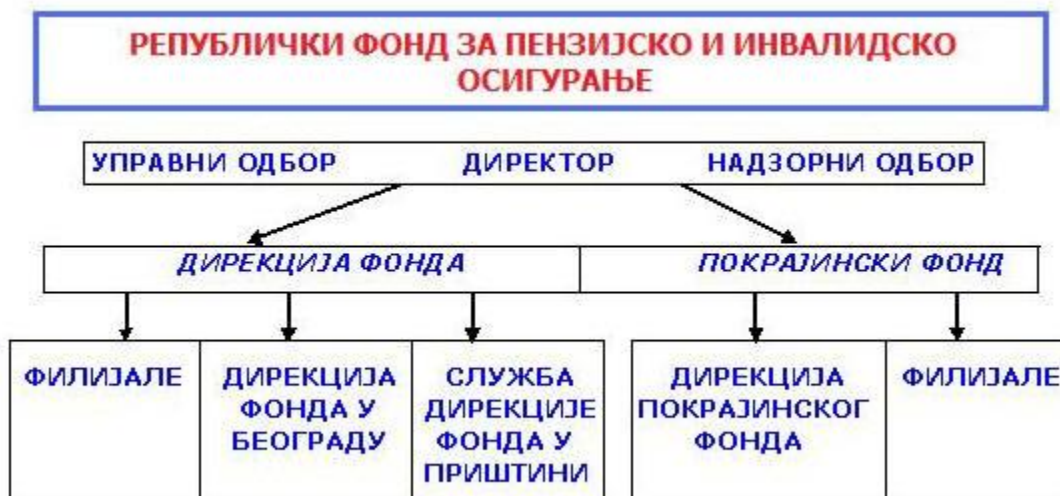 РЕПУБЛИЧКИ ФОНД ЗА ПЕНЗИЈСКО И ИНВАЛИДСКО
ОСИГУРАЊЕ
УПРАВНИ ОДБОР ДИРЕКТОР НАДЗОРНИ ОДБОР
ДИРЕКЦИЈА ФОНДА ПОКРАЈИНСКИ ФОНД
ФИЛИЈАЛЕ
ДИРЕКЦИЈА
ФОНДА У
БЕОГРАДУ
СЛУЖБА
ДИРЕКЦИЈЕ
ФОНДА У
ПРИШТИНИ
ДИРЕКЦИЈА
ПОКРАЈИНСКОГ
ФОНДА
ФИЛИЈАЛЕ